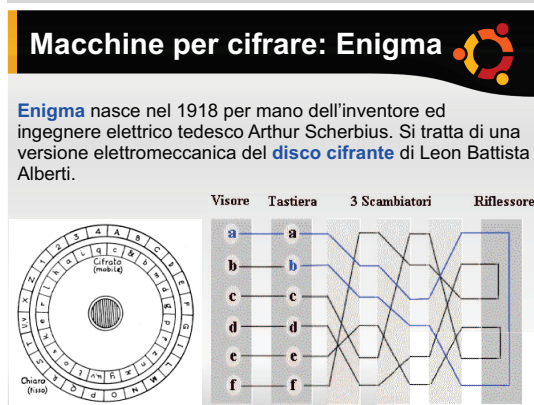 Macchine per cifrare: Enigma
Enigma nasce nel 1918 per mano dell'inventore ed
ingegnere elettrico tedesco Arthur Scherbius. Si tratta di una
versione elettromeccanica del disco cifrante di Leon Battista
Alberti.
Visore Tastiera 3 Scambiatori Riflessore
a a
b b
c c
d d
e e
f f
Cifrato
(mobile)
Chiaro
(fisso)